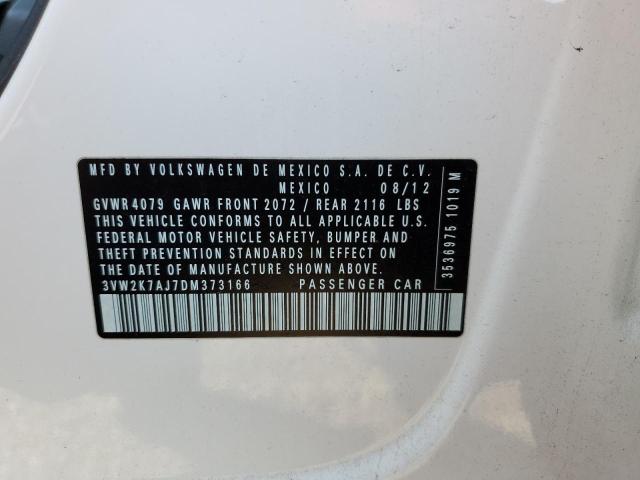 MFD BY VOLKSWAGEN DE MEXICO S.A. DE C.V.
MEXICO 08/12
GVWR 4079 GAWR FRONT 2072 / REAR 2116 LBS
THIS VEHICLE CONFORMS TO ALL APPLICABLE U.S.
FEDERAL MOTOR VEHICLE SAFETY, BUMPER AND
THEFT PREVENTION STANDARDS IN EFFECT ON
THE DATE OF MANUFACTURE SHOWN ABOVE.
3VW2K7AJ7DM373166 PASSENGER CAR
3536975 1019 M